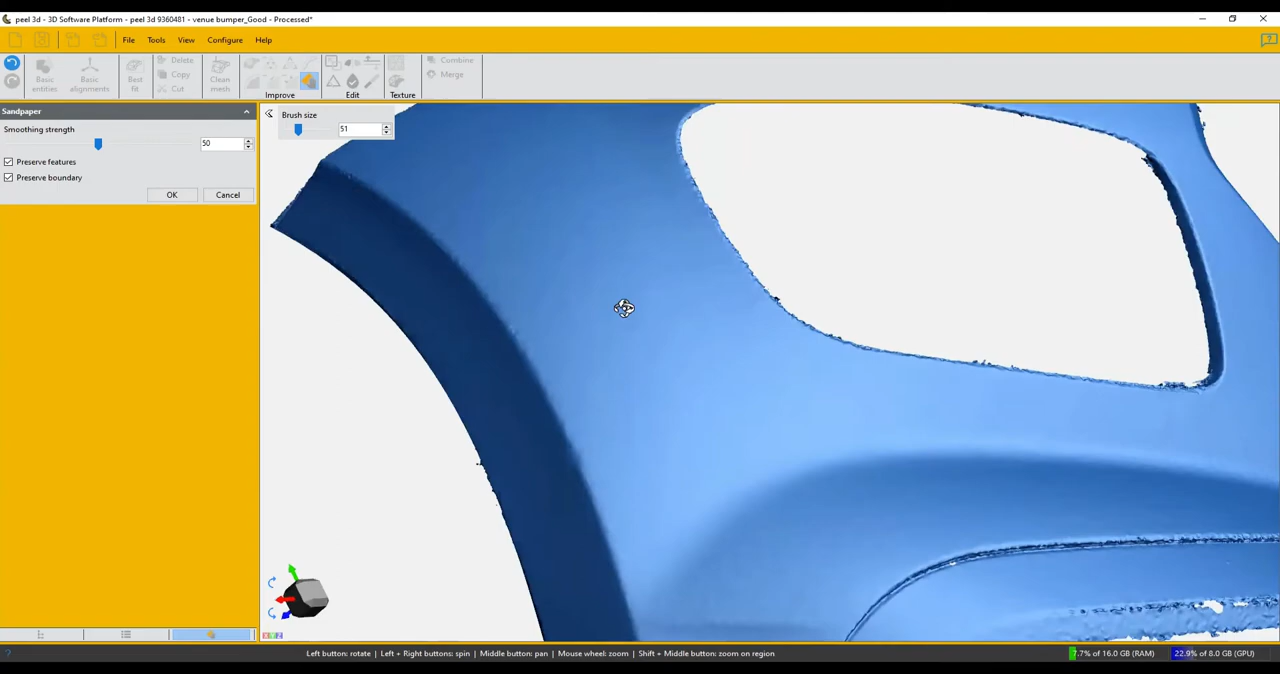 peel 3d - 3D Software Platform - peel 3d 9360481 - venue bumper_Good - Processed*
File Tools View Configure Help
Basic entities
Basic alignments
Best fit
Delete
Copy
Cut
Clean mesh
Improve
Edit
Texture
Combine
Merge
Sandpaper
Smoothing strength
50
Preserve features
Preserve boundary
OK Cancel
Brush size
51
X Y Z
Left button: rotate | Left + Right buttons: spin | Middle button: pan | Mouse wheel: zoom | Shift + Middle button: zoom on region
7.7% of 16.0 GB (RAM) 22.9% of 8.0 GB (GPU)